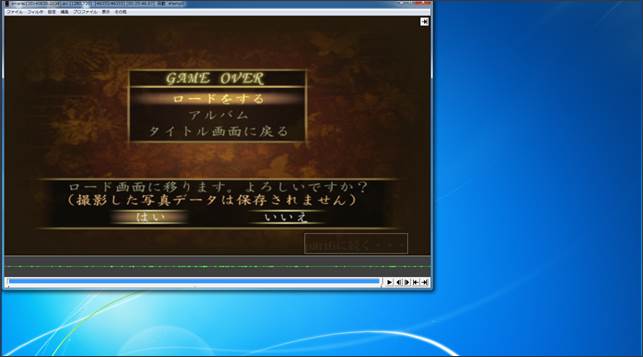 ファイル フィルタ 設定 編集 プロファイル 表示 その他
GAME OVER
ロードをする
アルバム
タイトル画面に戻る
ロード画面に移ります。よろしいですか?
(撮影した写真データは保存されません)
はい いいえ
に続く・・・